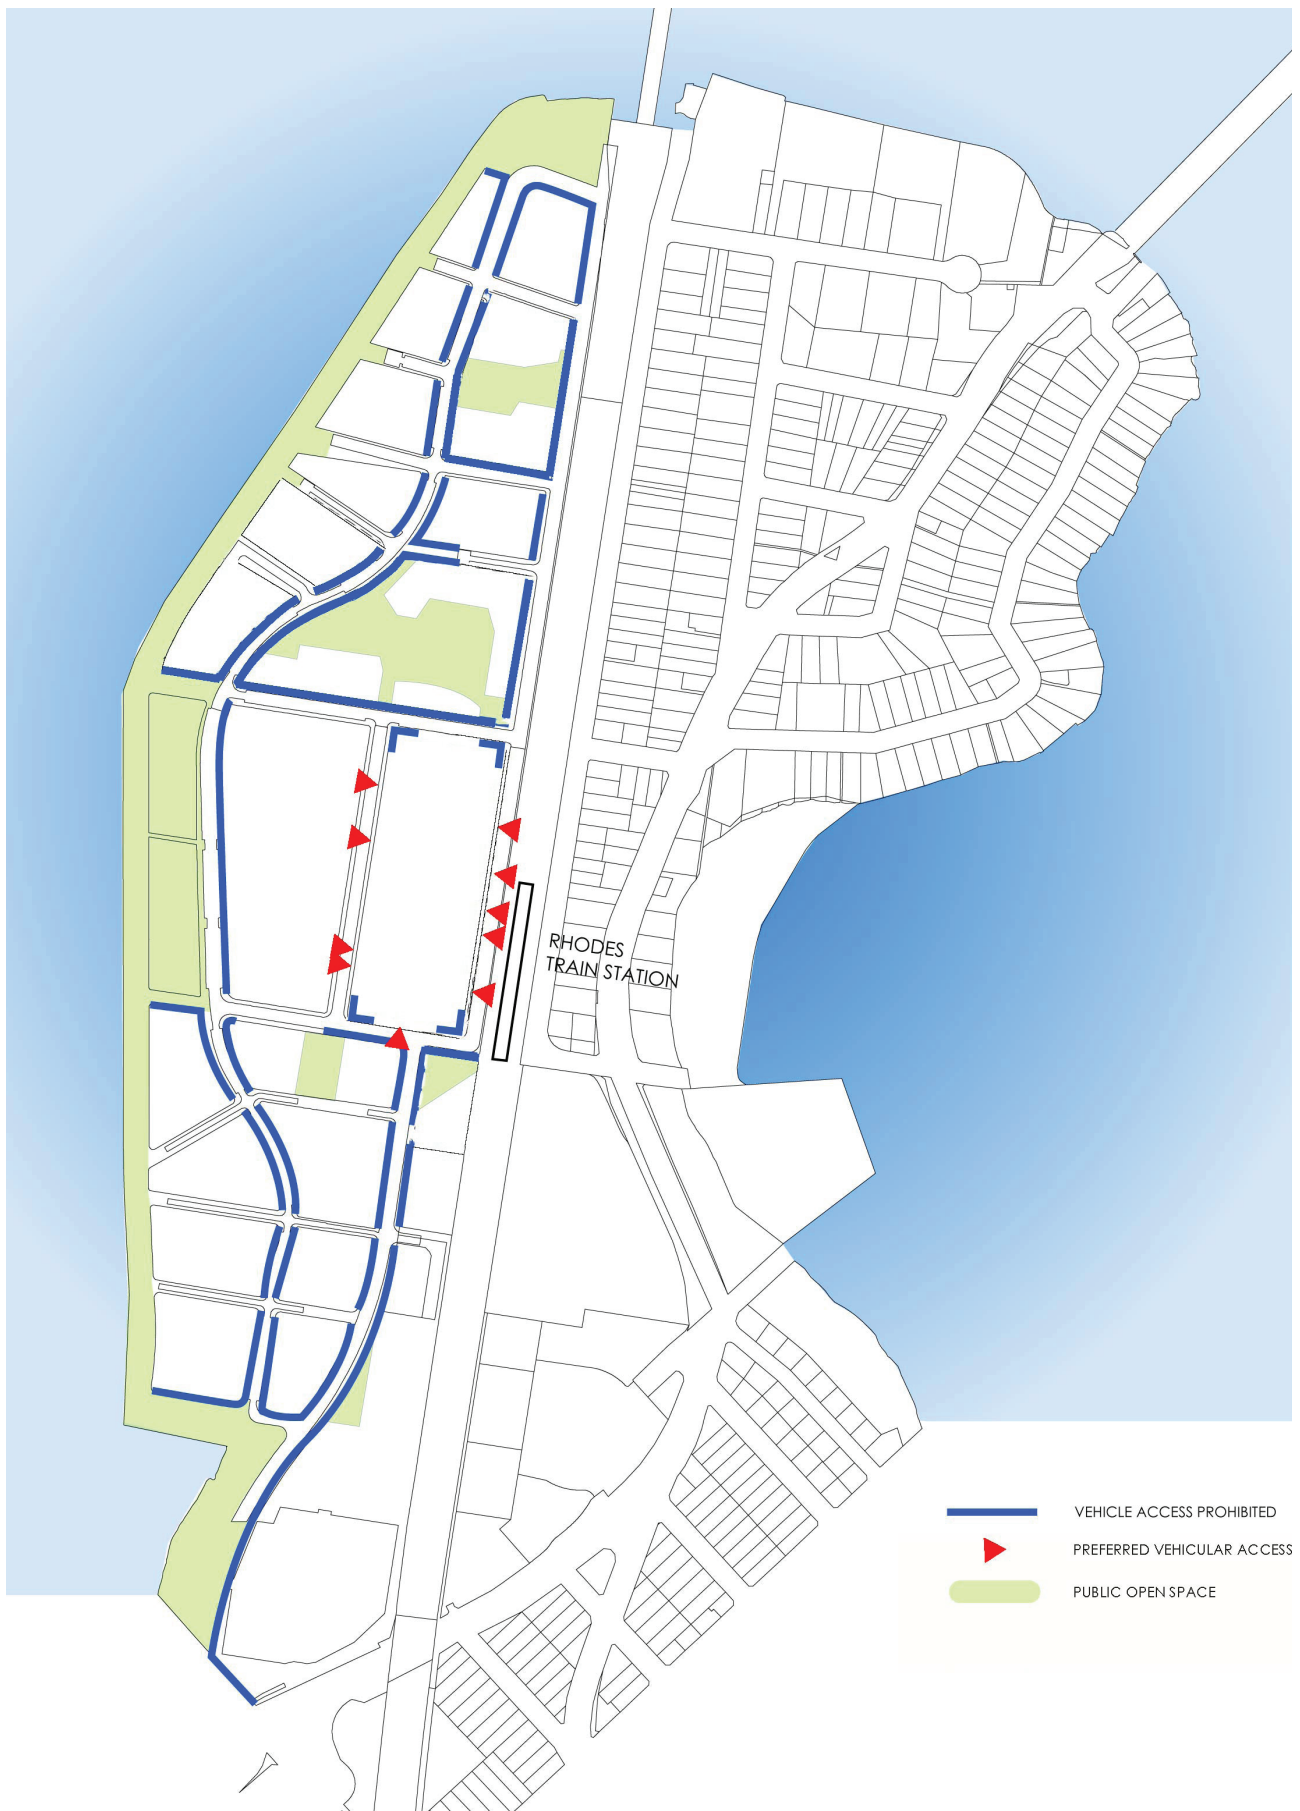 RHODES
TRAIN STATION
VEHICLE ACCESS PROHIBITED
PREFERRED VEHICULAR ACCESS
PUBLIC OPEN SPACE